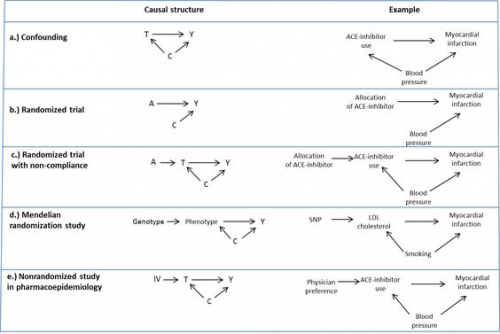 Causal structure Example
a.) Confounding
T Y
C
ACE-inhibitor
use
Myocardial
infarction
Blood
pressure
b.) Randomized trial
A Y
C
Allocation
of ACE-inhibitor
Myocardial
infarction
Blood
pressure
c.) Randomized trial
with non-compliance
A T Y
C
Allocation
of ACE-inhibitor
ACE-inhibitor
use
Myocardial
infarction
Blood
pressure
d.) Mendelian
randomization study
Genotype Phenotype Y
C
SNP
LDL
cholesterol
Myocardial
infarction
Smoking
e.) Nonrandomized study
in pharmacoepidemiology
IV T Y
C
Physician
preference
ACE-inhibitor
use
Myocardial
infarction
Blood
pressure